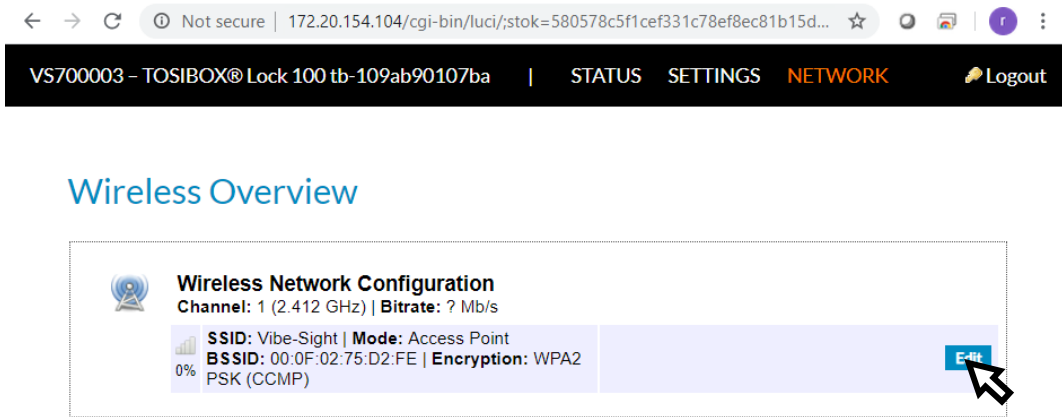 Not secure | 172.20.154.104/cgi-bin/luci/;stok=580578c5f1cef331c78ef8ec81b15d... r
VS700003 – TOSIBOX® Lock 100 tb-109ab90107ba | STATUS SETTINGS NETWORK Logout
Wireless Overview
Wireless Network Configuration
Channel: 1 (2.412 GHz) | Bitrate: ? Mb/s
SSID: Vibe-Sight | Mode: Access Point
BSSID: 00:0F:02:75:D2:FE | Encryption: WPA2
0% PSK (CCMP)
Edit